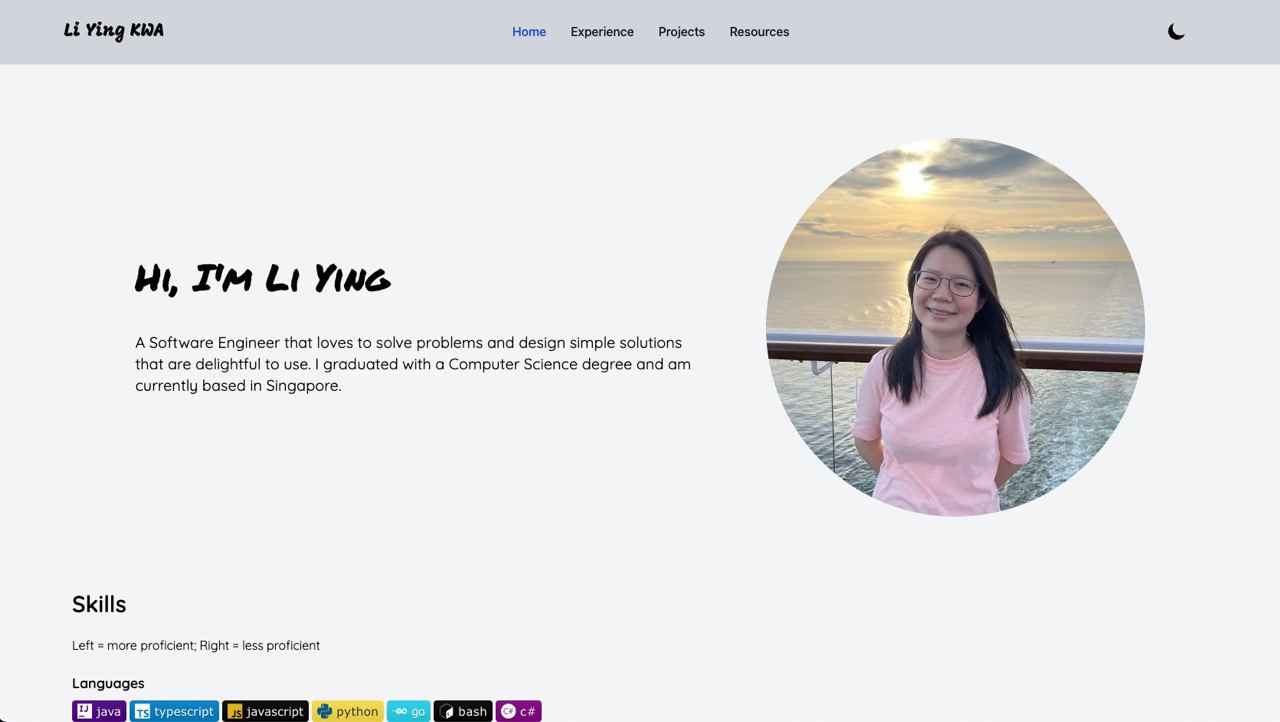 Li Ying KWA
Home Experience Projects Resources
Hi, I'm Li Ying
A Software Engineer that loves to solve problems and design simple solutions
that are delightful to use. I graduated with a Computer Science degree and am
currently based in Singapore.
Skills
Left = more proficient; Right = less proficient
Languages
IJ java TS typescript JS javascript python GO go bash C# c#